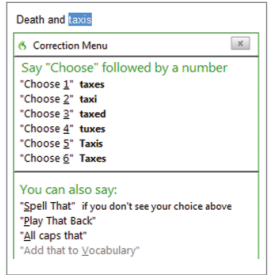 Death and taxis
Correction Menu
x
Say "Choose" followed by a number
"Choose 1" taxes
"Choose 2" taxi
"Choose 3" taxed
"Choose 4" tuxes
"Choose 5" Taxis
"Choose 6" Taxes
You can also say:
"Spell That" if you don't see your choice above
"Play That Back"
"All caps that"
"Add that to Vocabulary"